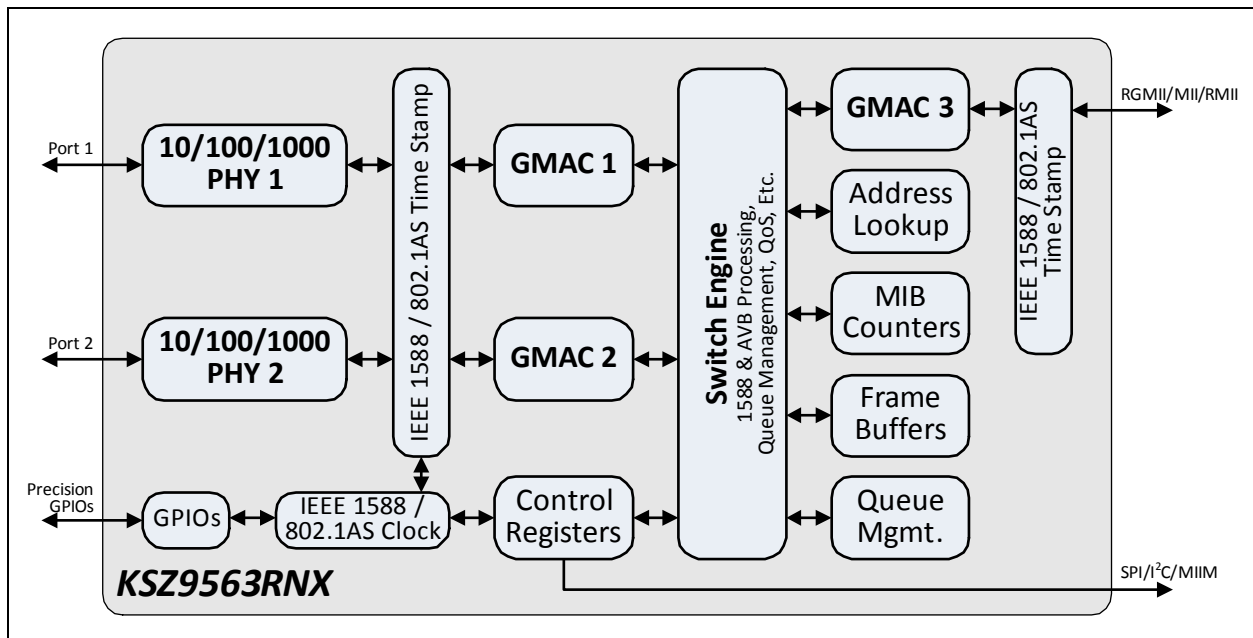 Port 1
10/100/1000
PHY 1
IEEE 1588 / 802.1AS Time Stamp
GMAC 1
Switch Engine
1588 & AVB Processing,
Queue Management, QoS, Etc.
GMAC 3
IEEE 1588 / 802.1AS
Time Stamp
RGMII/MII/RMII
Address
Lookup
MIB
Counters
Port 2
10/100/1000
PHY 2
GMAC 2
Frame
Buffers
Precision
GPIOs
GPIOs
IEEE 1588 /
802.1AS Clock
Control
Registers
Queue
Mgmt.
KSZ9563RNX
SPI/I²C/MIIM